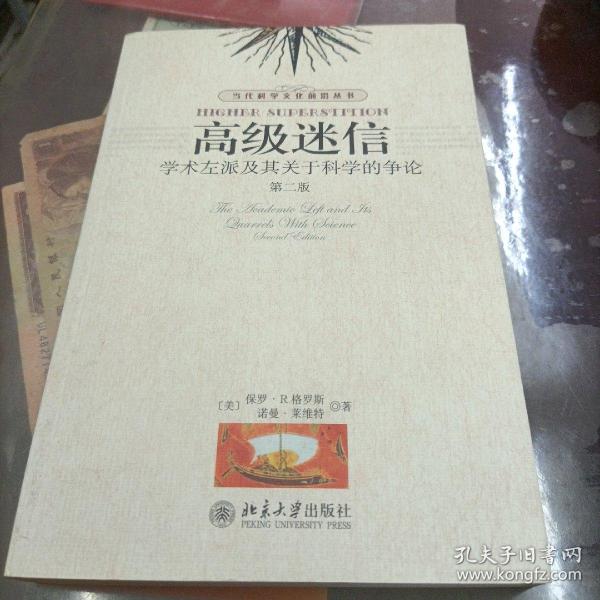 当代科学文化前沿丛书
HIGHER SUPERSTITION
高级迷信
学术左派及其关于科学的争论
第二版
The Academic Left and Its
Quarrels With Science
Second Edition
[美] 保罗·R.格罗斯
诺曼·莱维特 ◎著
北京大学出版社
PEKING UNIVERSITY PRESS
孔夫子旧书网
www.kongfz.com